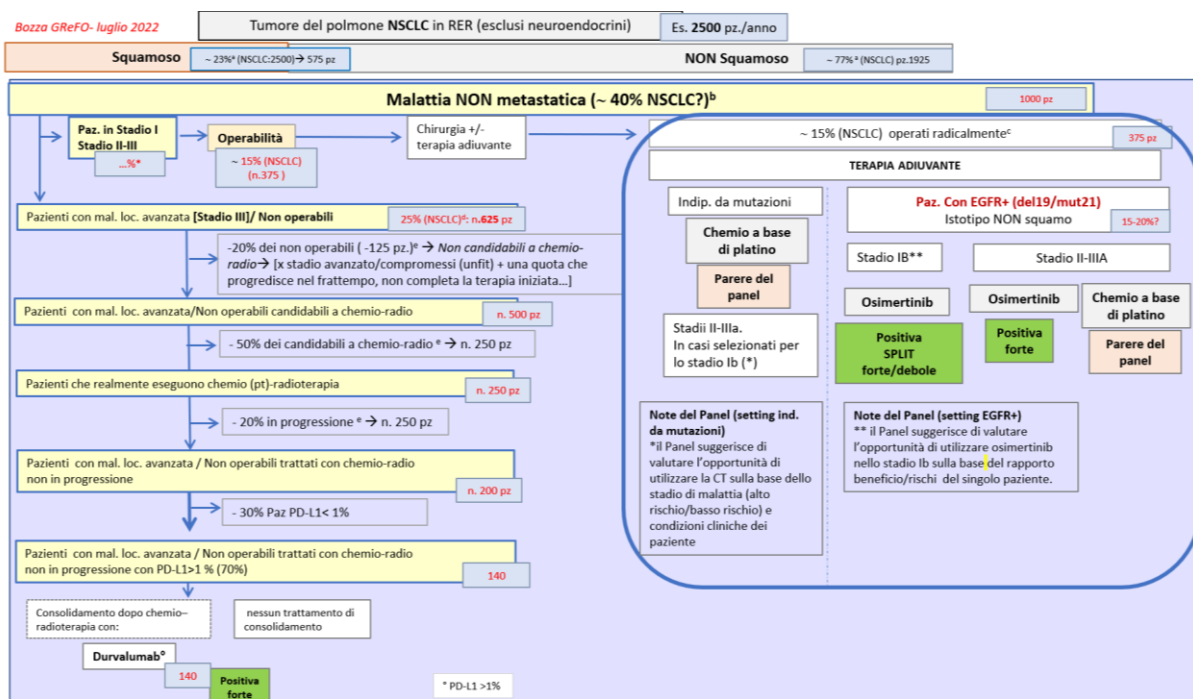 Bozza GReFO- luglio 2022
Tumore del polmone NSCLC in RER (esclusi neuroendocrini)
Es. 2500 pz./anno
Squamoso
~ 23%ª (NSCLC:2500)→ 575 pz
NON Squamoso
~ 77% ª (NSCLC) pz.1925
Malattia NON metastatica (~ 40% NSCLC?)ᵇ
1000 pz
Paz. in Stadio I
Stadio II-III
...%*
Operabilità
~ 15% (NSCLC)
(n.375 )
Chirurgia +/-
terapia adiuvante
~ 15% (NSCLC) operati radicalmenteᶜ
375 pz
TERAPIA ADIUVANTE
Indip. da mutazioni
Chemio a base
di platino
Parere del
panel
Stadii II-IIIa.
In casi selezionati per
lo stadio Ib (*)
Paz. Con EGFR+ (del19/mut21)
Istotipo NON squamo
15-20%?
Stadio IB**
Stadio II-IIIA
Osimertinib
Positiva
SPLIT
forte/debole
Osimertinib
Positiva
forte
Chemio a base
di platino
Parere del
panel
Note del Panel (setting ind.
da mutazioni)
*il Panel suggerisce di
valutare l'opportunità di
utilizzare la CT sulla base dello
stadio di malattia (alto
rischio/basso rischio) e
condizioni cliniche dei
paziente
Note del Panel (setting EGFR+)
** il Panel suggerisce di valutare
l'opportunità di utilizzare osimertinib
nello stadio Ib sulla base del rapporto
beneficio/rischi del singolo paziente.
Pazienti con mal. loc. avanzata [Stadio III]/ Non operabili
25% (NSCLC)ᵈ: n.625 pz
-20% dei non operabili ( -125 pz.)ᵉ → Non candidabili a chemio-
radio→ [x stadio avanzato/compromessi (unfit) + una quota che
progredisce nel frattempo, non completa la terapia iniziata...]
Pazienti con mal. loc. avanzata/Non operabili candidabili a chemio-radio
n. 500 pz
- 50% dei candidabili a chemio-radio ᵉ → n. 250 pz
Pazienti che realmente eseguono chemio (pt)-radioterapia
n. 250 pz
- 20% in progressione ᵉ → n. 250 pz
Pazienti con mal. loc. avanzata / Non operabili trattati con chemio-radio
non in progressione
n. 200 pz
- 30% Paz PD-L1< 1%
Pazienti con mal. loc. avanzata / Non operabili trattati con chemio-radio
non in progressione con PD-L1>1 % (70%)
140
Consolidamento dopo chemio–
radioterapia con:
nessun trattamento di
consolidamento
Durvalumab°
140
Positiva
forte
° PD-L1 >1%